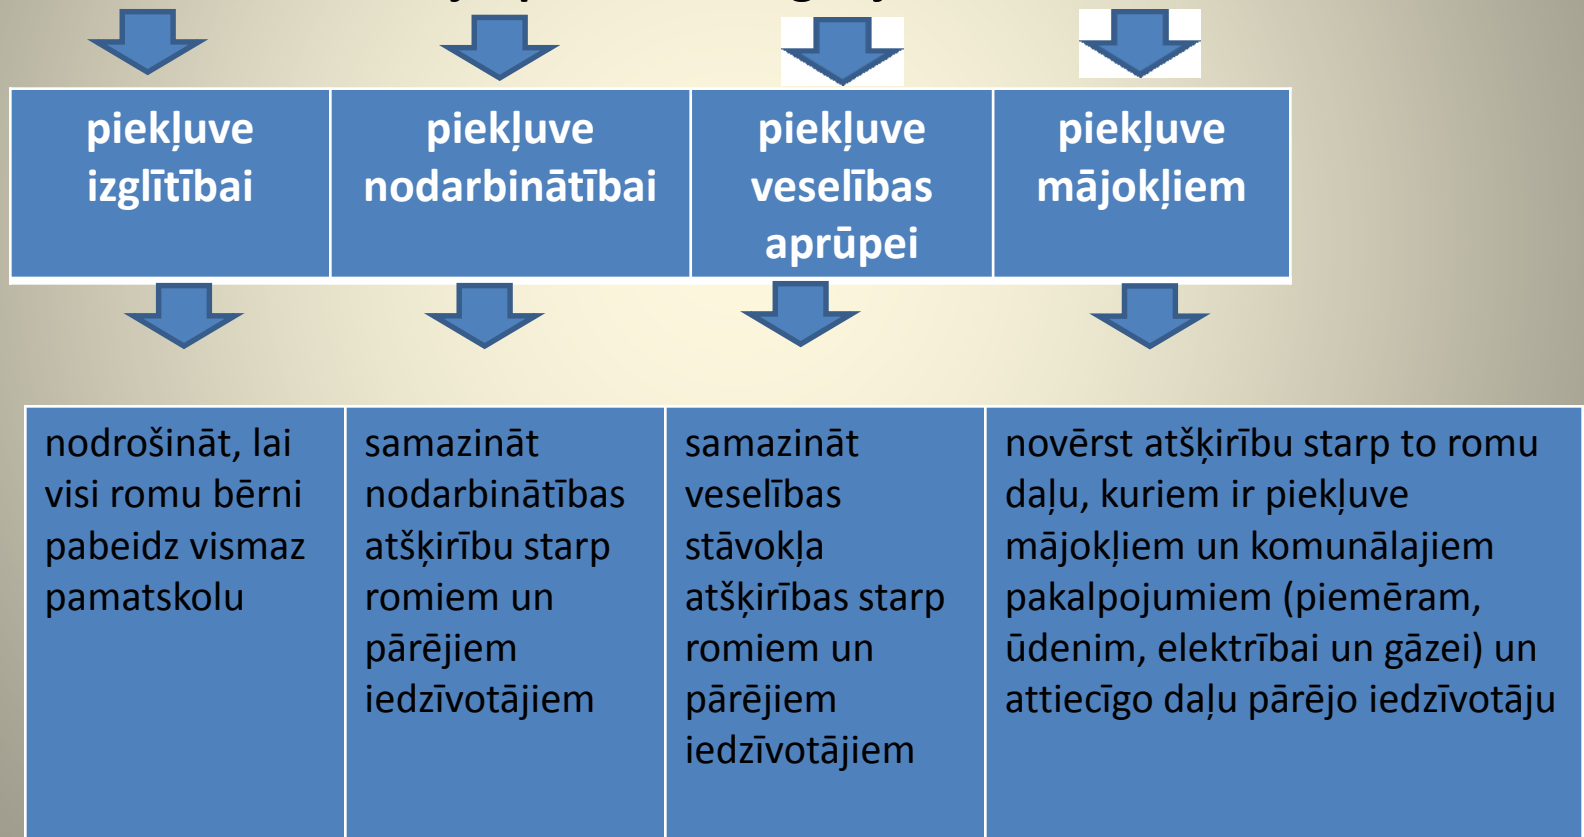 piekļuve
izglītībai
piekļuve
nodarbinātībai
piekļuve
veselības
aprūpei
piekļuve
mājokļiem
nodrošināt, lai
visi romu bērni
pabeidz vismaz
pamatskolu
samazināt
nodarbinātības
atšķirību starp
romiem un
pārējiem
iedzīvotājiem
samazināt
veselības
stāvokļa
atšķirības starp
romiem un
pārējiem
iedzīvotājiem
novērst atšķirību starp to romu
daļu, kuriem ir piekļuve
mājokļiem un komunālajiem
pakalpojumiem (piemēram,
ūdenim, elektrībai un gāzei) un
attiecīgo daļu pārējo iedzīvotāju